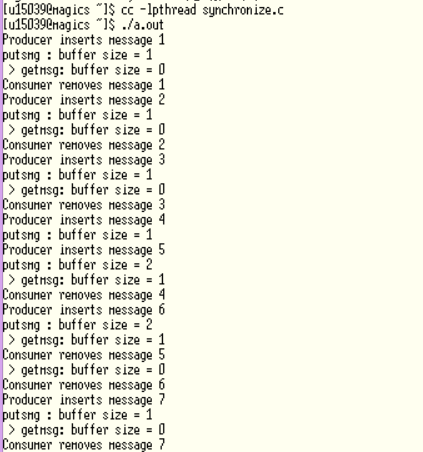 [u15039@magics ~]$ cc -lpthread synchronize.c
[u15039@magics ~]$ ./a.out
Producer inserts message 1
putsmg : buffer size = 1
 > getmsg: buffer size = 0
Consumer removes message 1
Producer inserts message 2
putsmg : buffer size = 1
 > getmsg: buffer size = 0
Consumer removes message 2
Producer inserts message 3
putsmg : buffer size = 1
 > getmsg: buffer size = 0
Consumer removes message 3
Producer inserts message 4
putsmg : buffer size = 1
Producer inserts message 5
putsmg : buffer size = 2
 > getmsg: buffer size = 1
Consumer removes message 4
Producer inserts message 6
putsmg : buffer size = 2
 > getmsg: buffer size = 1
Consumer removes message 5
 > getmsg: buffer size = 0
Consumer removes message 6
Producer inserts message 7
putsmg : buffer size = 1
 > getmsg: buffer size = 0
Consumer removes message 7